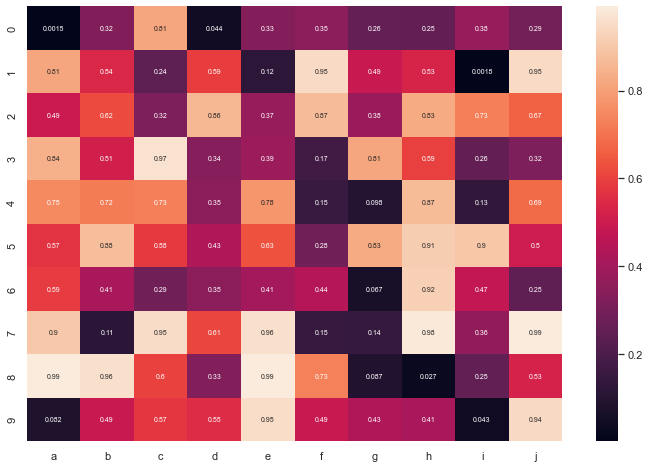 0 0.0015 0.32 0.81 0.044 0.33 0.35 0.26 0.25 0.38 0.29
1 0.81 0.54 0.24 0.59 0.12 0.95 0.49 0.53 0.0015 0.95
0.8
2 0.49 0.62 0.32 0.86 0.37 0.87 0.38 0.83 0.73 0.67
3 0.84 0.51 0.97 0.34 0.39 0.17 0.81 0.59 0.26 0.32
0.6
4 0.75 0.72 0.73 0.35 0.78 0.15 0.098 0.87 0.13 0.69
5 0.57 0.88 0.58 0.43 0.63 0.28 0.83 0.91 0.9 0.5
0.4
6 0.59 0.41 0.29 0.35 0.41 0.44 0.067 0.92 0.47 0.25
7 0.9 0.11 0.95 0.61 0.96 0.15 0.14 0.98 0.36 0.99
0.2
8 0.99 0.96 0.6 0.33 0.99 0.73 0.087 0.027 0.25 0.53
9 0.082 0.49 0.57 0.55 0.95 0.49 0.43 0.41 0.043 0.94
a b c d e f g h i j